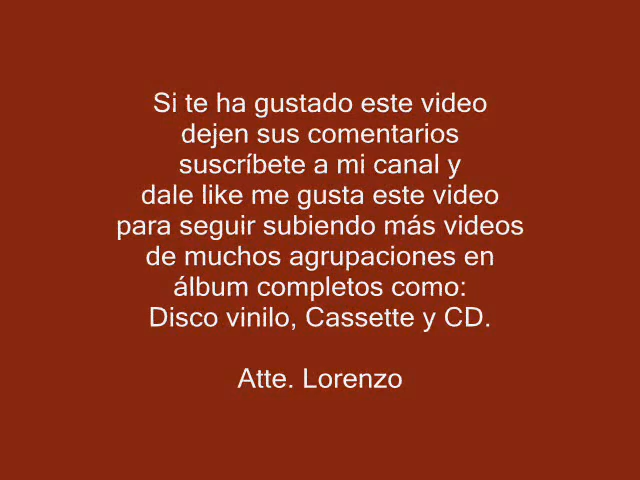 Si te ha gustado este video
dejen sus comentarios
suscríbete a mi canal y
dale like me gusta este video
para seguir subiendo más videos
de muchos agrupaciones en
álbum completos como:
Disco vinilo, Cassette y CD.
Atte. Lorenzo